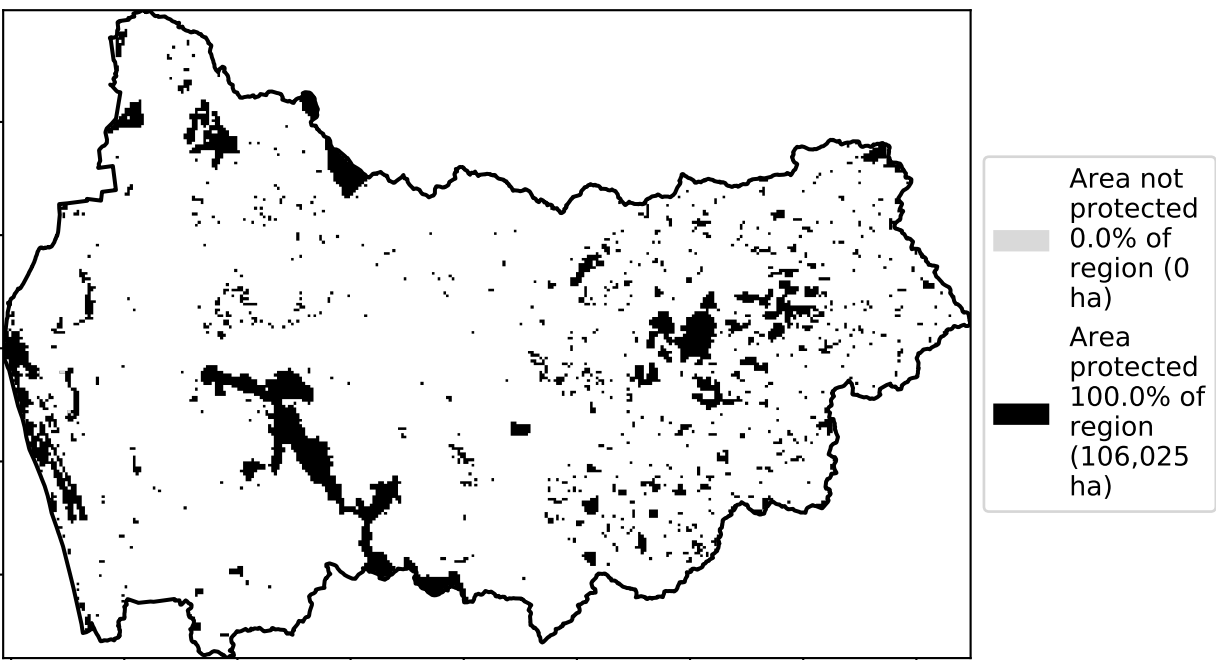 Area not
protected
0.0% of
region (0
ha)
Area
protected
100.0% of
region
(106,025
ha)